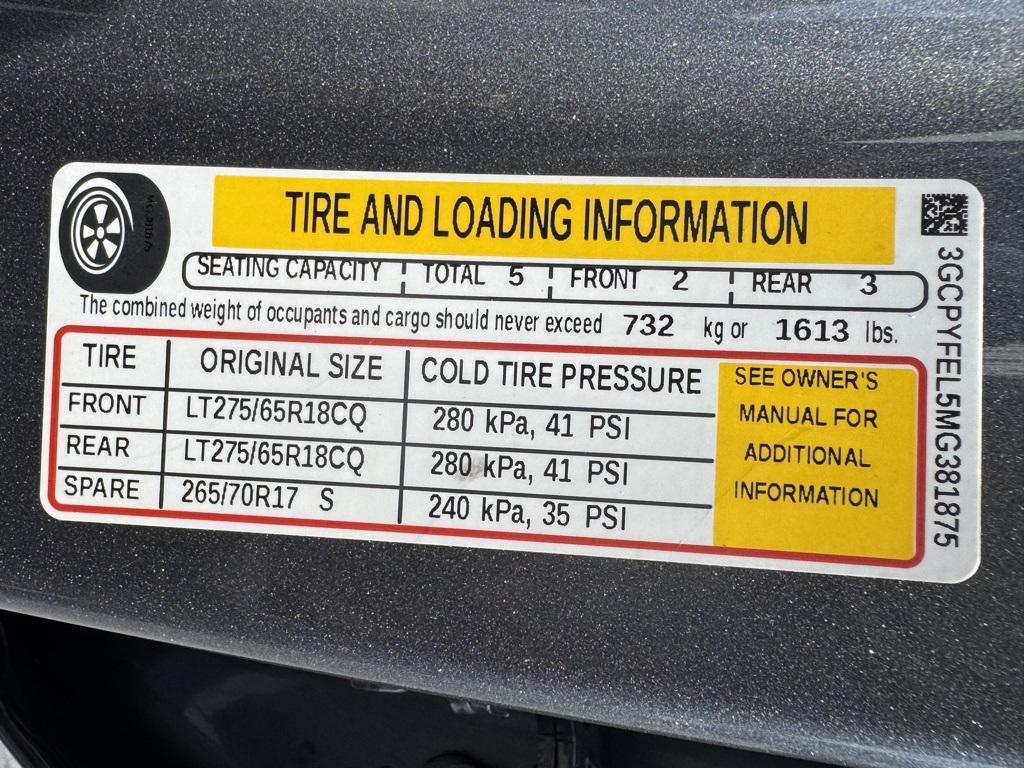 TIRE AND LOADING INFORMATION
SEATING CAPACITY TOTAL 5 FRONT 2 REAR 3
The combined weight of occupants and cargo should never exceed 732 kg or 1613 lbs.
TIRE ORIGINAL SIZE COLD TIRE PRESSURE
FRONT LT275/65R18CQ 280 kPa, 41 PSI
REAR LT275/65R18CQ 280 kPa, 41 PSI
SPARE 265/70R17 S 240 kPa, 35 PSI
SEE OWNER'S
MANUAL FOR
ADDITIONAL
INFORMATION
3GCPYFEL5MG381875